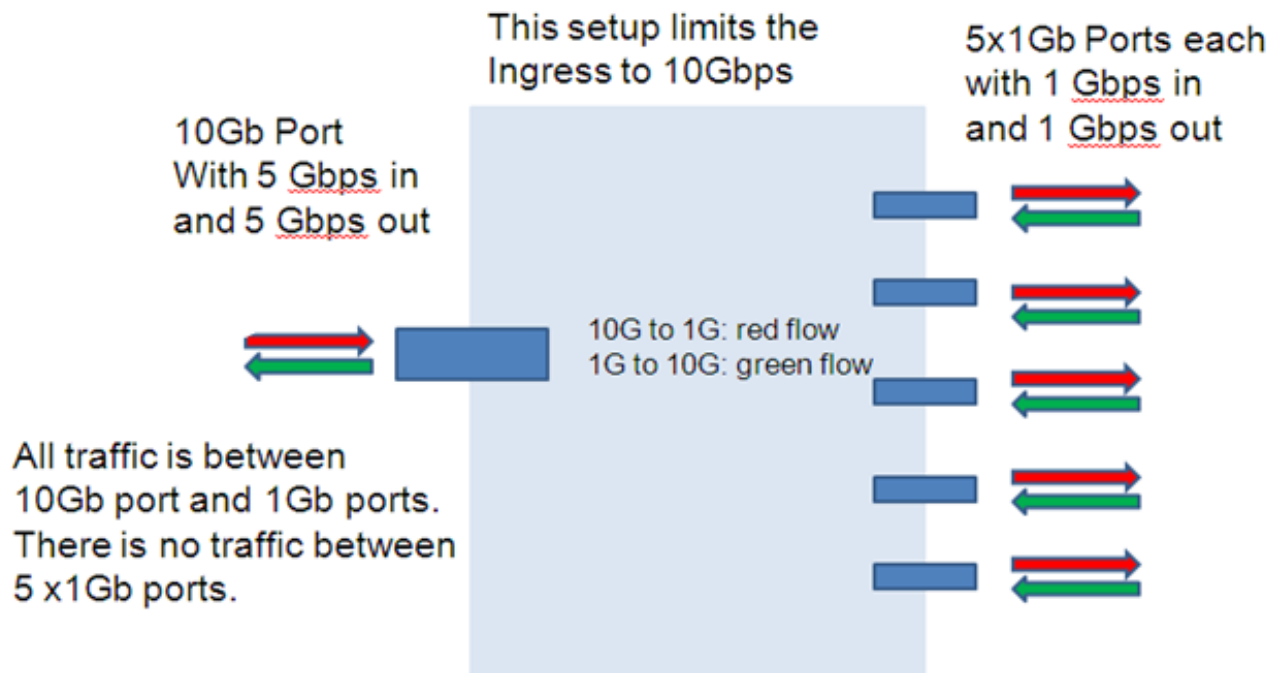 This setup limits the
Ingress to 10Gbps
5x1Gb Ports each
with 1 Gbps in
and 1 Gbps out
10Gb Port
With 5 Gbps in
and 5 Gbps out
10G to 1G: red flow
1G to 10G: green flow
All traffic is between
10Gb port and 1Gb ports.
There is no traffic between
5 x1Gb ports.